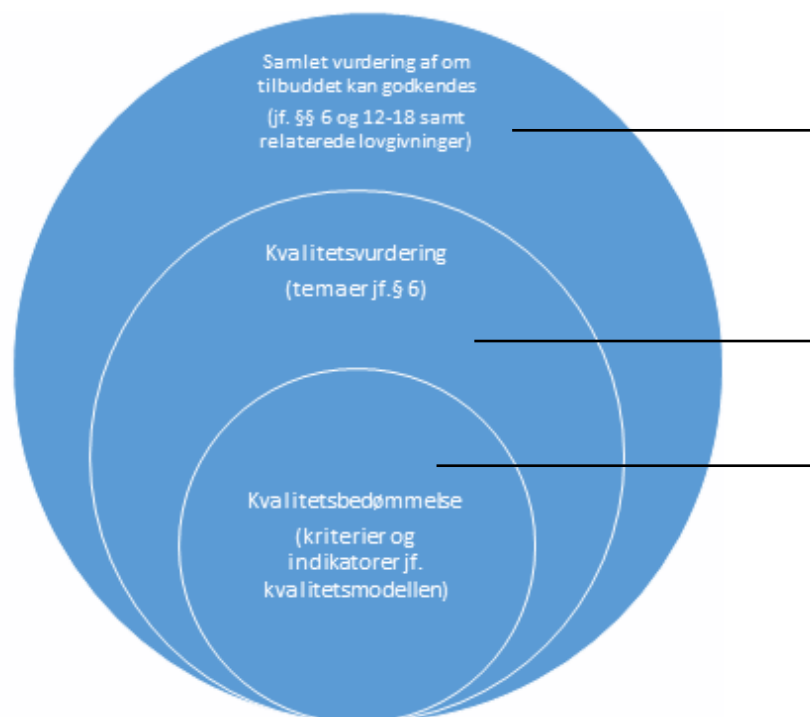 Samlet vurdering af om
tilbuddet kan godkendes
(jf. §§ 6 og 12-18 samt
relaterede lovgivninger)
Kvalitetsvurdering
(temaer jf.§ 6)
Kvalitetsbedømmelse
(kriterier og
indikatorer jf.
kvalitetsmodellen)